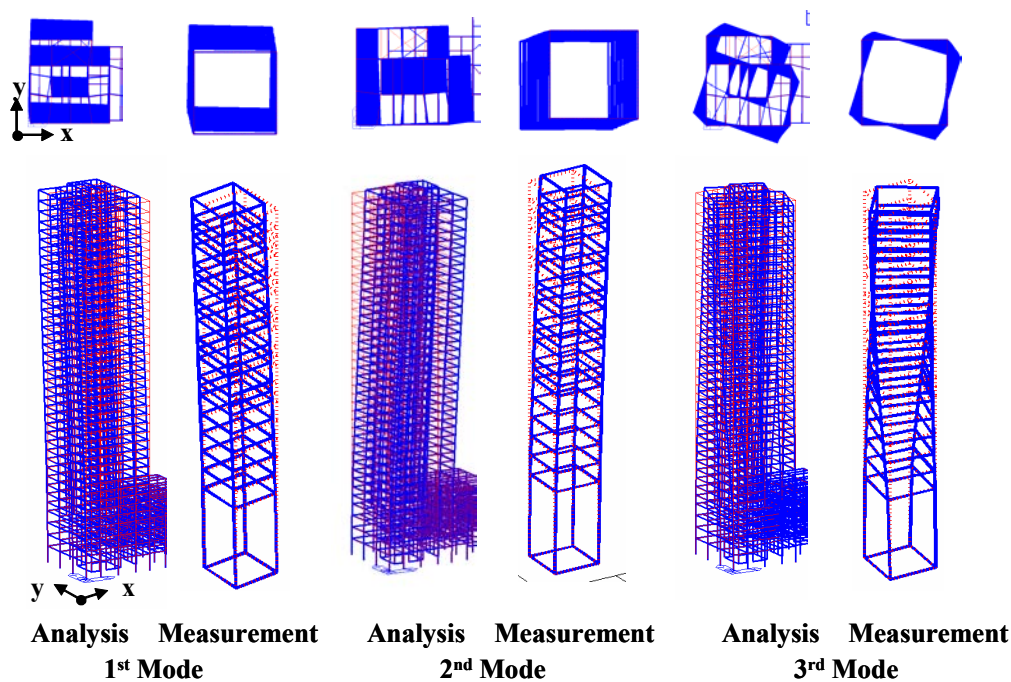 y
x
y
x
Analysis Measurement Analysis Measurement Analysis Measurement
1st Mode 2nd Mode 3rd Mode